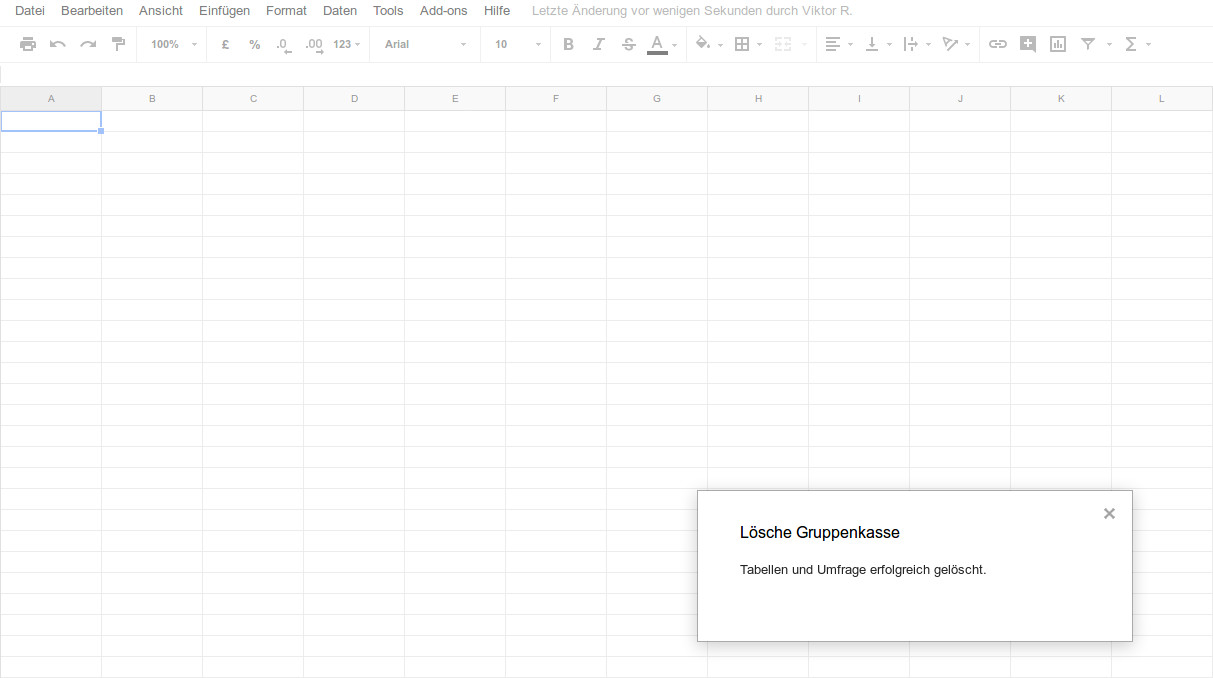 Datei Bearbeiten Ansicht Einfügen Format Daten Tools Add-ons Hilfe Letzte Änderung vor wenigen Sekunden durch Viktor R.
100% £ % .0 .00 123 Arial 10 B I S A Σ
A B C D E F G H I J K L
Lösche Gruppenkasse
Tabellen und Umfrage erfolgreich gelöscht.